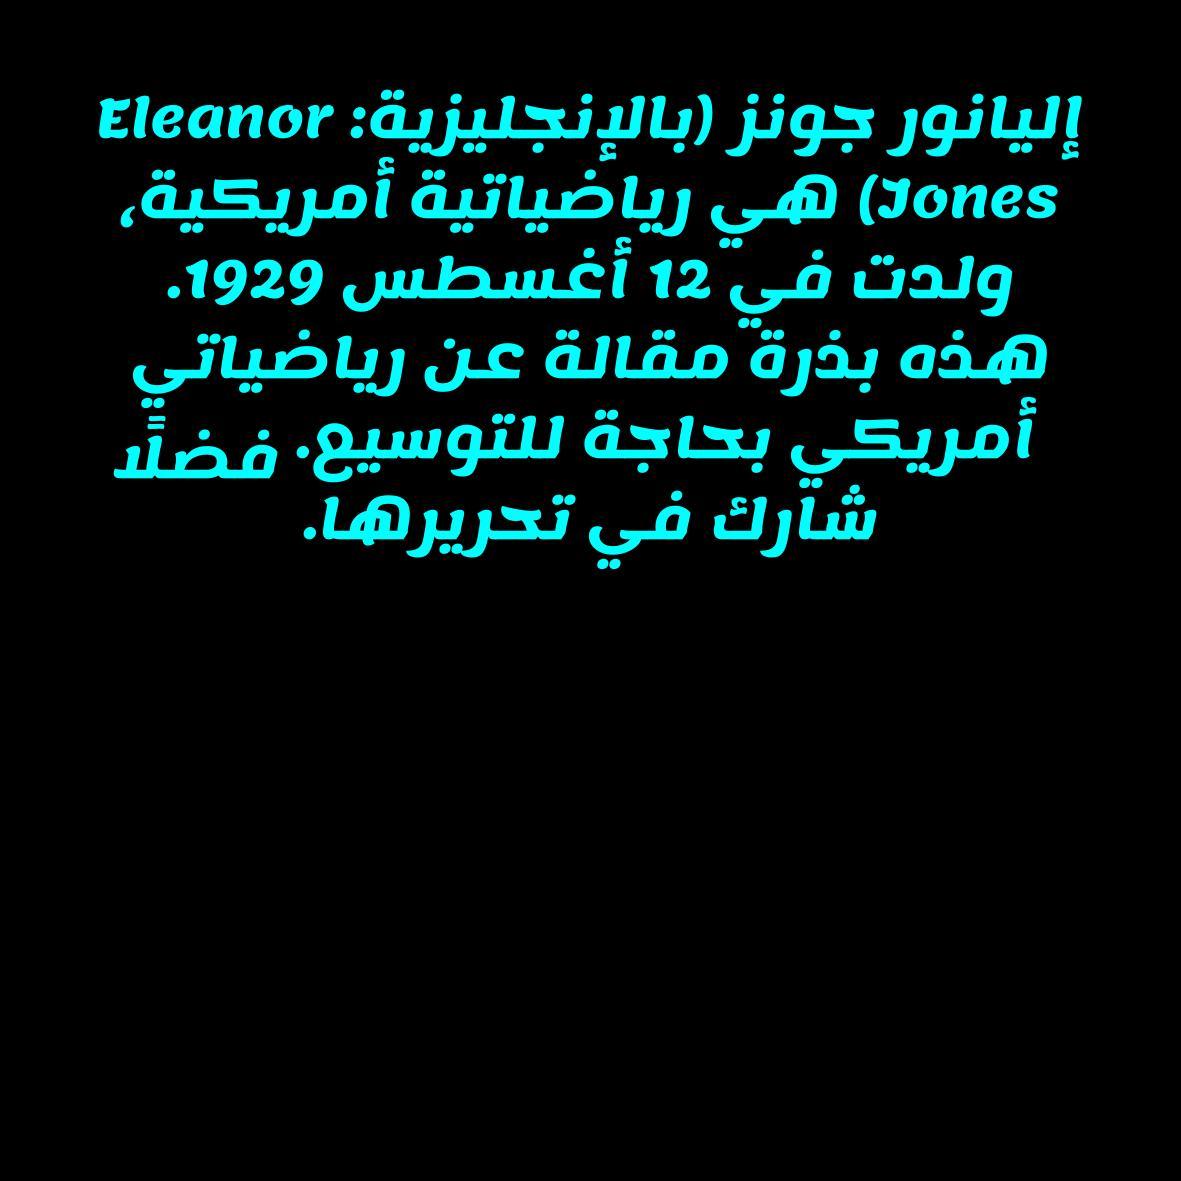 إليانور جونز (بالإنجليزية: Eleanor
Jones) هي رياضياتية أمريكية،
ولدت في 12 أغسطس 1929.
هذه بذرة مقالة عن رياضياتي
أمريكي بحاجة للتوسيع. فضلًا
شارك في تحريرها.